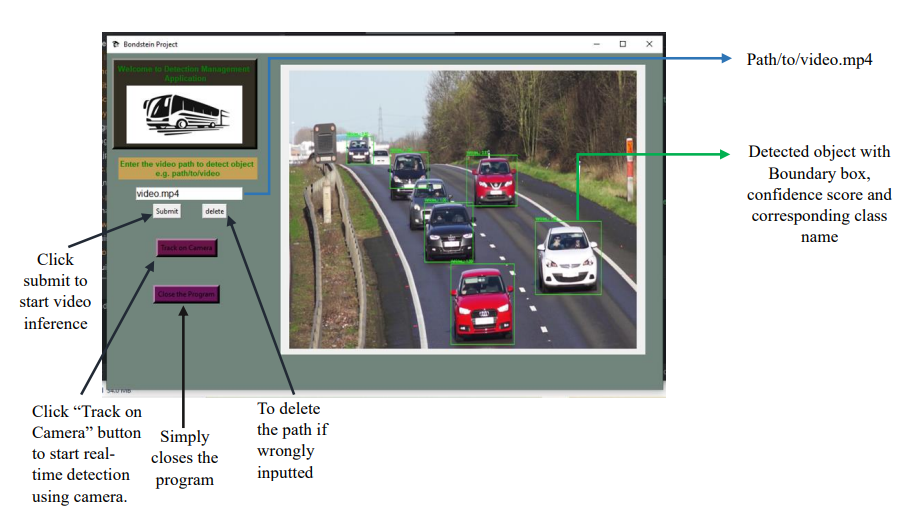 Bondstein Project
Welcome to Detection Management
Application
Enter the video path to detect object
e.g. path/to/video
video.mp4
Submit
delete
Track on Camera
Close the Program
Path/to/video.mp4
Detected object with
Boundary box,
confidence score and
corresponding class
name
Click
submit to
start video
inference
Click “Track on
Camera” button
to start real-
time detection
using camera.
Simply
closes the
program
To delete
the path if
wrongly
inputted